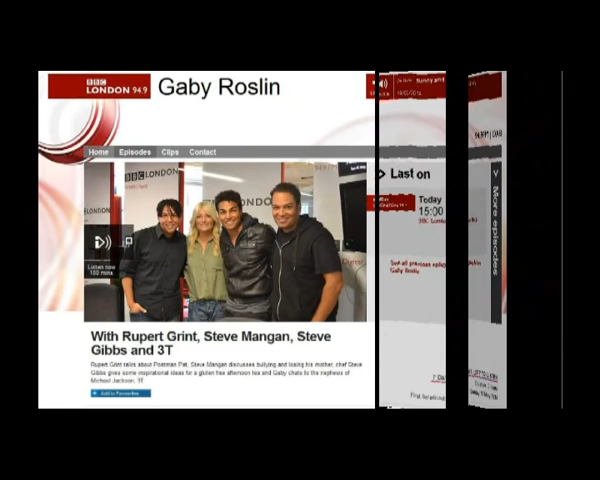 BBC
LONDON 94.9
Gaby Roslin
Home Episodes Clips Contact
BBC LONDON
LONDON
Listen now
180 mins
Last on
Today
15:00
More episodes
Gaby Roslin
With Rupert Grint, Steve Mangan, Steve
Gibbs and 3T
Rupert Grint talks about Postman Pat, Steve Mangan discusses bullying and losing his mother, chef Steve
Gibbs gives some inspirational ideas for a gluten free afternoon tea and Gaby chats to the nephews of
Michael Jackson, 3T
Add to Favourites